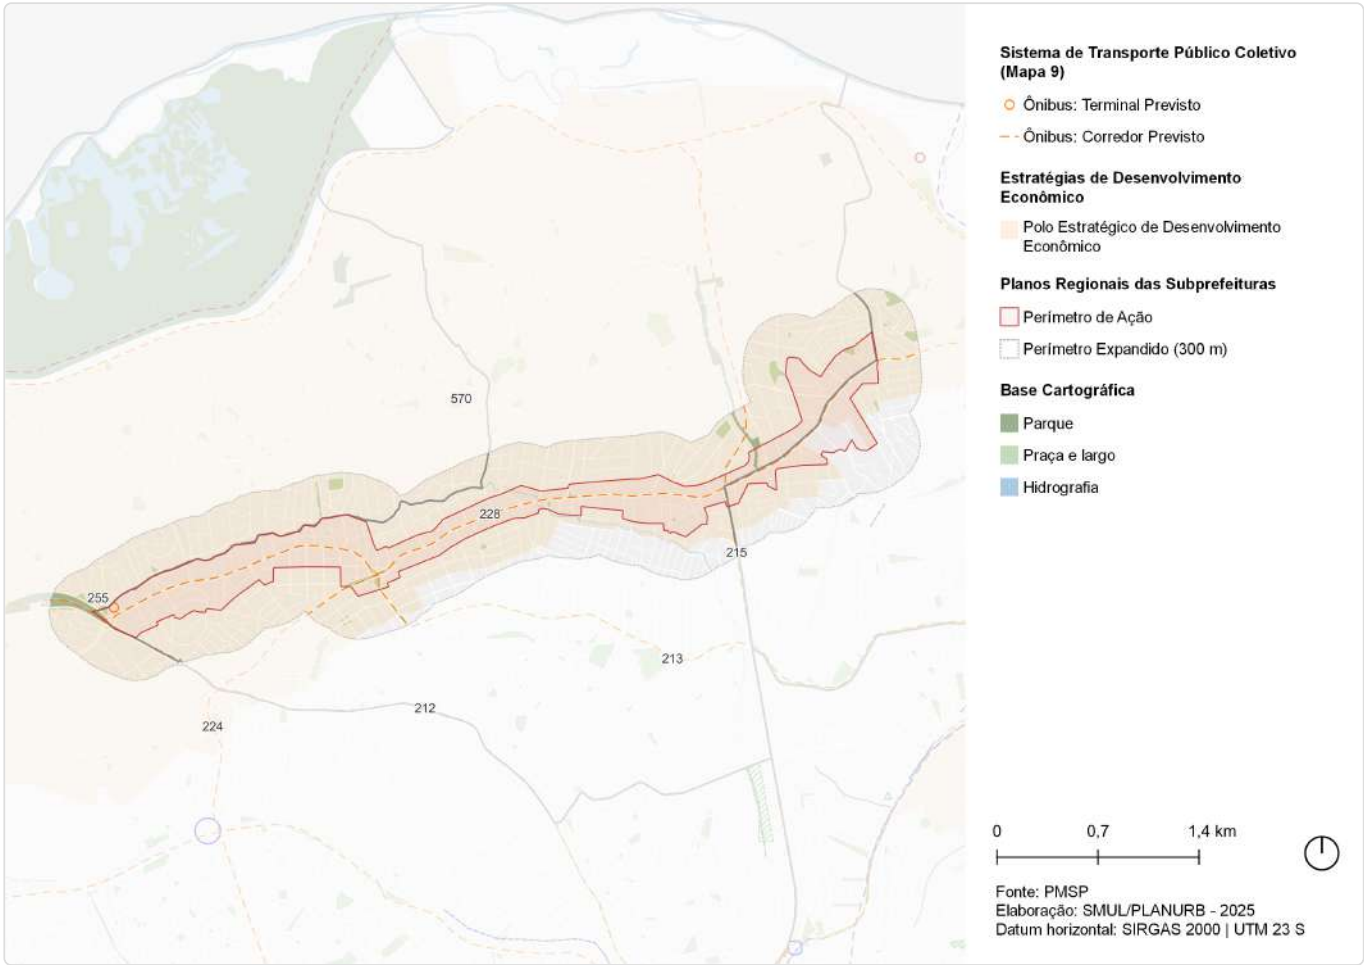 Sistema de Transporte Público Coletivo
(Mapa 9)
Ônibus: Terminal Previsto
Ônibus: Corredor Previsto
Estratégias de Desenvolvimento
Econômico
Polo Estratégico de Desenvolvimento
Econômico
Planos Regionais das Subprefeituras
Perímetro de Ação
Perímetro Expandido (300 m)
Base Cartográfica
Parque
Praça e largo
Hidrografia
570
228
215
255
213
212
224
0 0,7 1,4 km
Fonte: PMSP
Elaboração: SMUL/PLANURB - 2025
Datum horizontal: SIRGAS 2000 | UTM 23 S